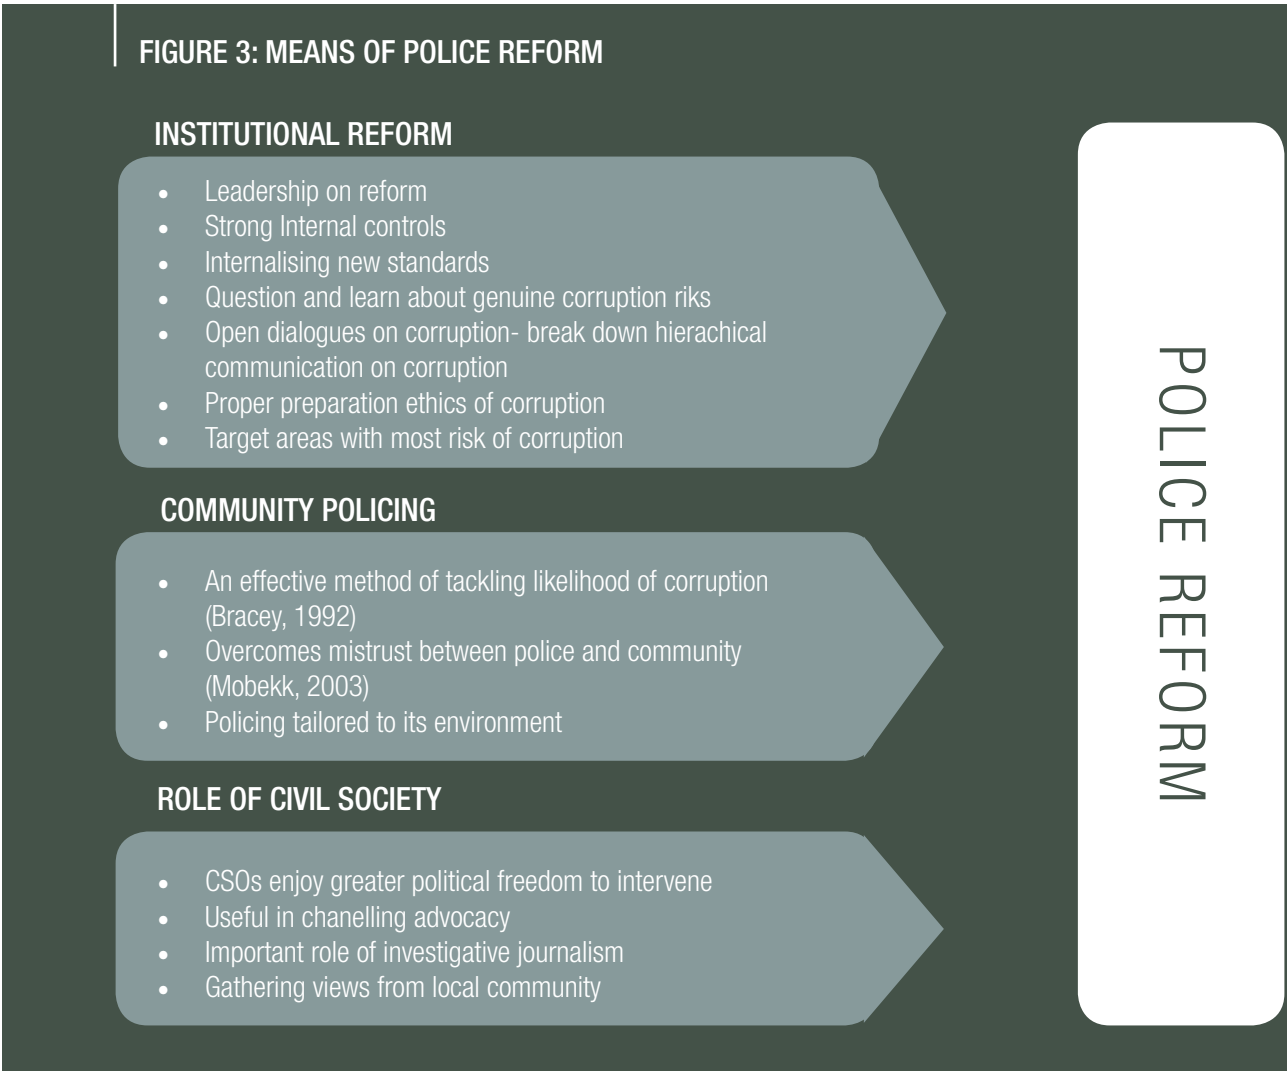 FIGURE 3: MEANS OF POLICE REFORM
INSTITUTIONAL REFORM
• Leadership on reform
• Strong Internal controls
• Internalising new standards
• Question and learn about genuine corruption riks
• Open dialogues on corruption- break down hierachical
communication on corruption
• Proper preparation ethics of corruption
• Target areas with most risk of corruption
COMMUNITY POLICING
• An effective method of tackling likelihood of corruption
(Bracey, 1992)
• Overcomes mistrust between police and community
(Mobekk, 2003)
• Policing tailored to its environment
ROLE OF CIVIL SOCIETY
• CSOs enjoy greater political freedom to intervene
• Useful in chanelling advocacy
• Important role of investigative journalism
• Gathering views from local community
POLICE REFORM